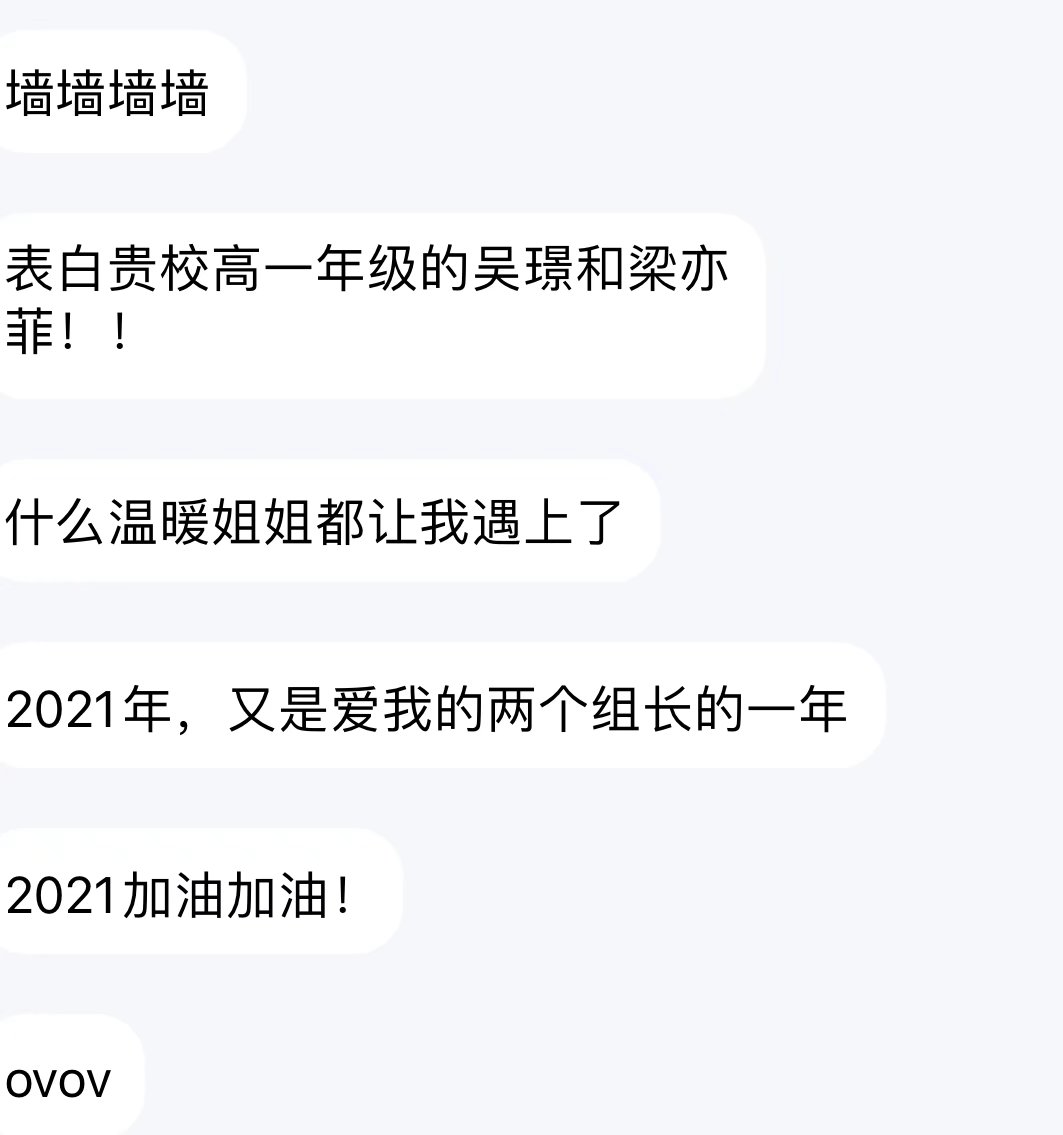 墙墙墙墙
表白贵校高一年级的吴璟和梁亦
菲！！
什么温暖姐姐都让我遇上了
2021年，又是爱我的两个组长的一年
2021加油加油！
ovov